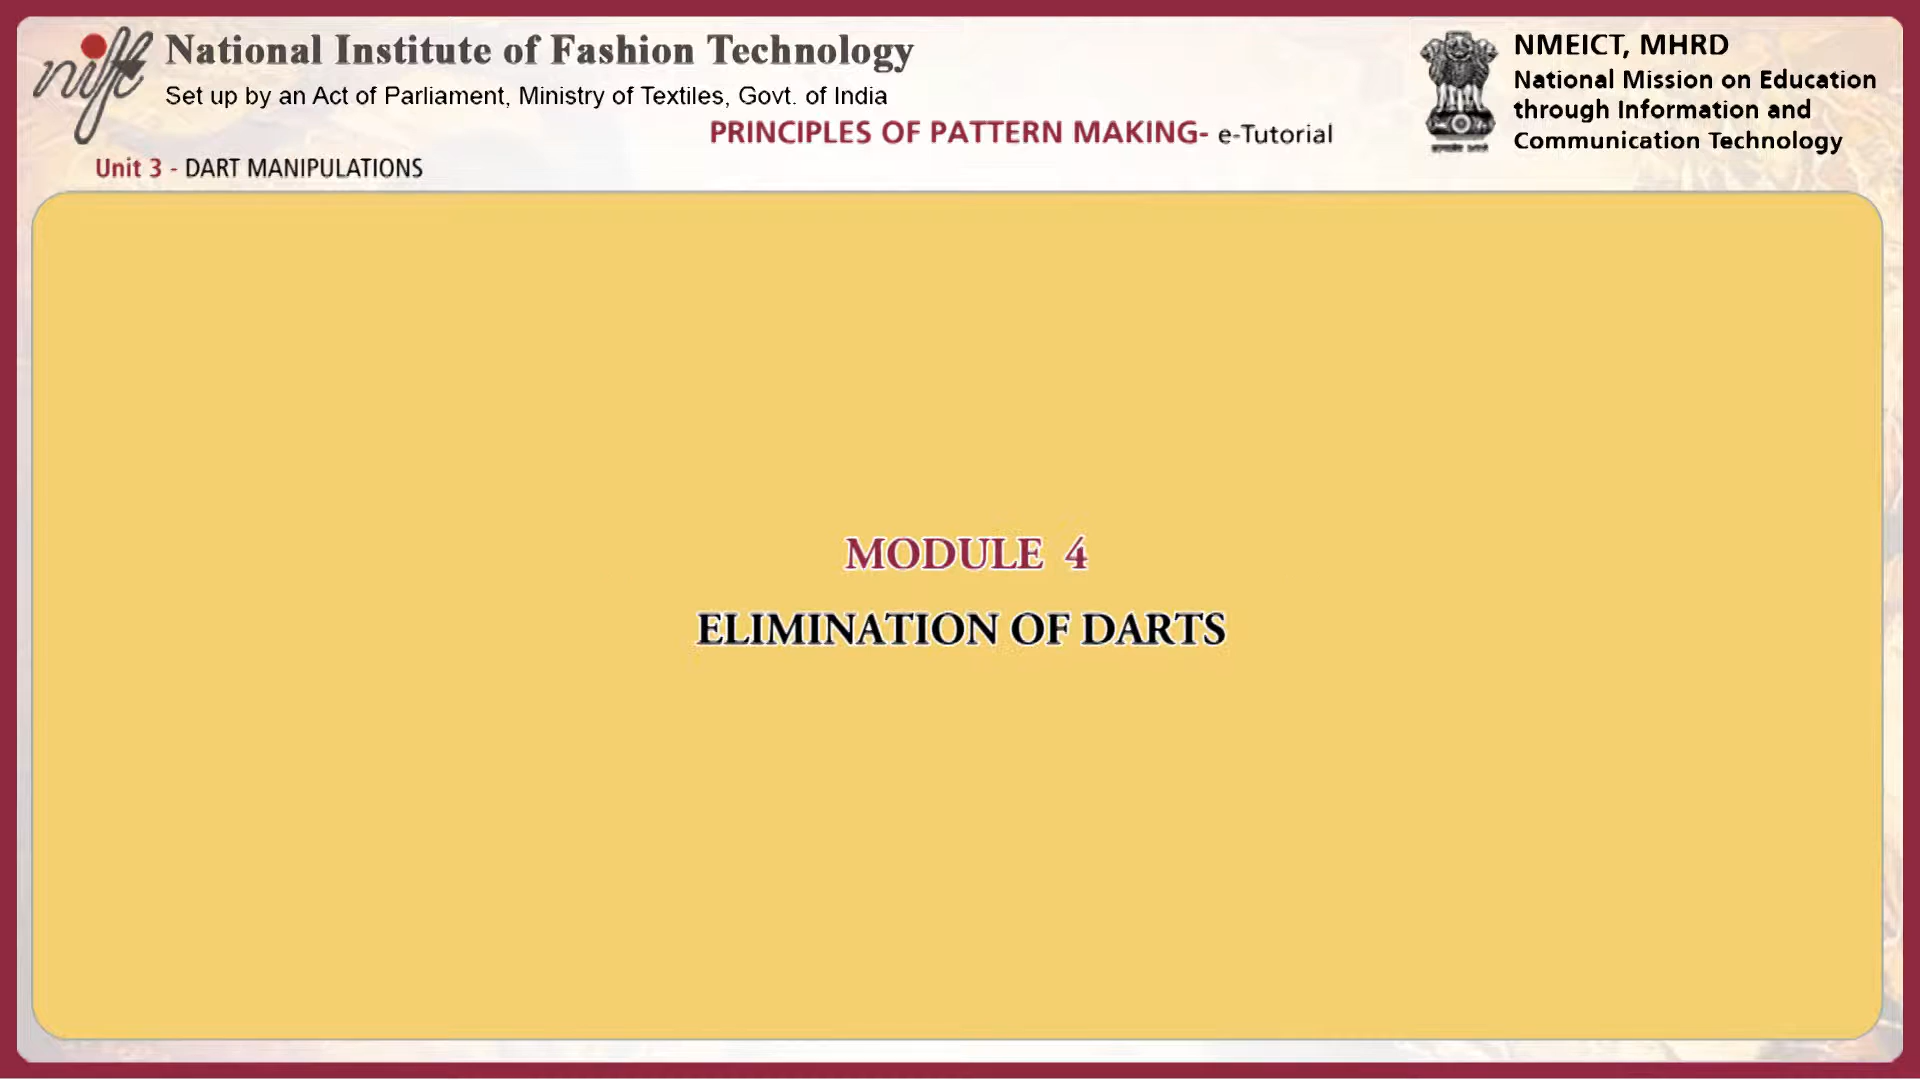 nift
National Institute of Fashion Technology
Set up by an Act of Parliament, Ministry of Textiles, Govt. of India
NMEICT, MHRD
National Mission on Education
through Information and
Communication Technology
PRINCIPLES OF PATTERN MAKING- e-Tutorial
Unit 3 - DART MANIPULATIONS
MODULE 4
ELIMINATION OF DARTS